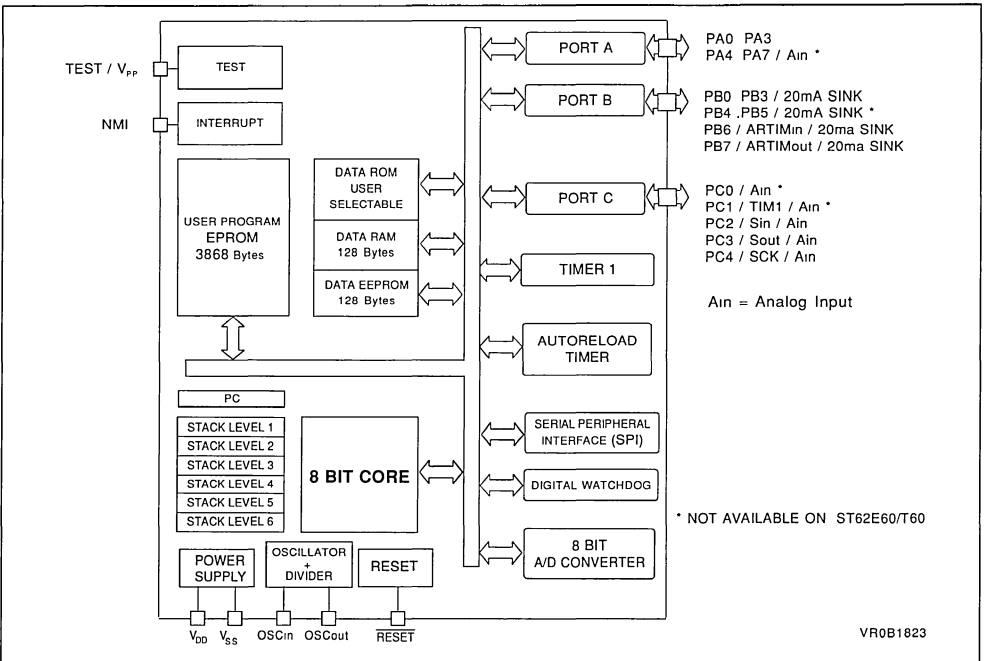 TEST / VPP
TEST
NMI
INTERRUPT
USER PROGRAM
EPROM
3868 Bytes
DATA ROM
USER
SELECTABLE
DATA RAM
128 Bytes
DATA EEPROM
128 Bytes
PC
STACK LEVEL 1
STACK LEVEL 2
STACK LEVEL 3
STACK LEVEL 4
STACK LEVEL 5
STACK LEVEL 6
8 BIT CORE
POWER
SUPPLY
OSCILLATOR
+
DIVIDER
RESET
VDD
VSS
OSCin
OSCout
RESET
PORT A
PORT B
PORT C
TIMER 1
AUTORELOAD
TIMER
SERIAL PERIPHERAL
INTERFACE (SPI)
DIGITAL WATCHDOG
8 BIT
A/D CONVERTER
PA0 PA3
PA4 PA7 / Ain *
PB0 PB3 / 20mA SINK
PB4 .PB5 / 20mA SINK *
PB6 / ARTIMin / 20ma SINK
PB7 / ARTIMout / 20ma SINK
PC0 / Ain *
PC1 / TIM1 / Ain *
PC2 / Sin / Ain
PC3 / Sout / Ain
PC4 / SCK / Ain
Ain = Analog Input
* NOT AVAILABLE ON ST62E60/T60
VR0B1823